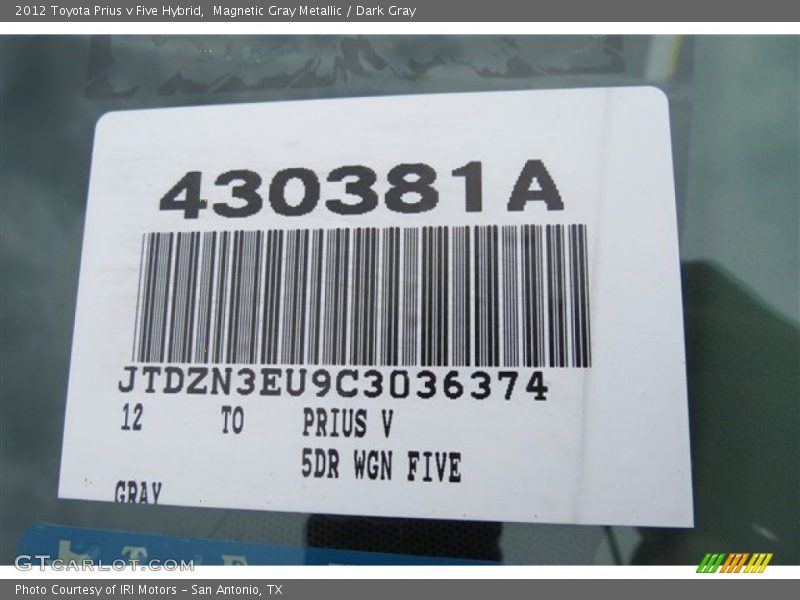 2012 Toyota Prius v Five Hybrid,  Magnetic Gray Metallic / Dark Gray
430381A
JTDZN3EU9C3036374
12 TO PRIUS V
5DR WGN FIVE
GRAY
GTCARLOT.COM
Photo Courtesy of IRI Motors - San Antonio, TX